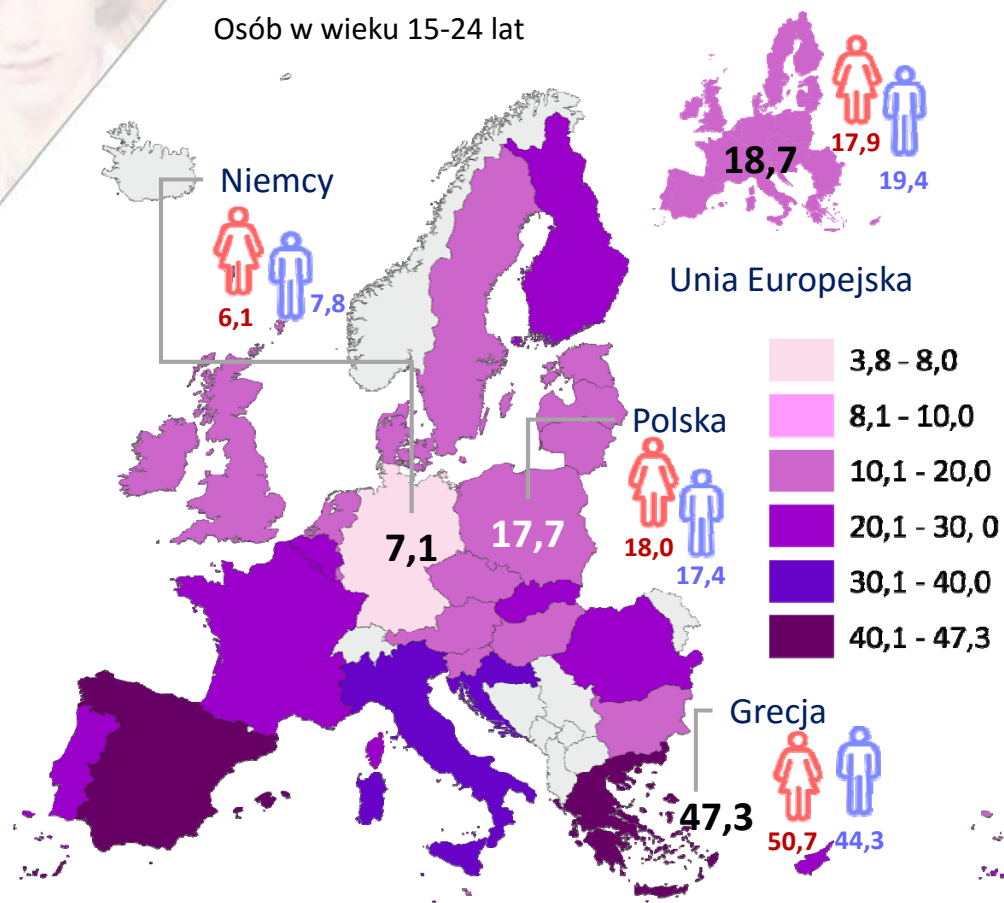 Osób w wieku 15-24 lat
18,7
17,9
19,4
Unia Europejska
Niemcy
6,1
7,8
7,1
Polska
17,7
18,0
17,4
3,8 - 8,0
8,1 - 10,0
10,1 - 20,0
20,1 - 30, 0
30,1 - 40,0
40,1 - 47,3
Grecja
47,3
50,7
44,3